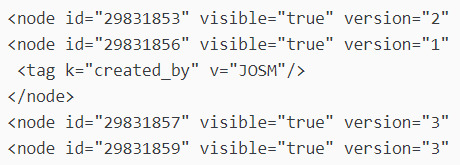 <node id="29831853" visible="true" version="2"
<node id="29831856" visible="true" version="1"
<tag k="created_by" v="JOSM"/>
</node>
<node id="29831857" visible="true" version="3"
<node id="29831859" visible="true" version="3"